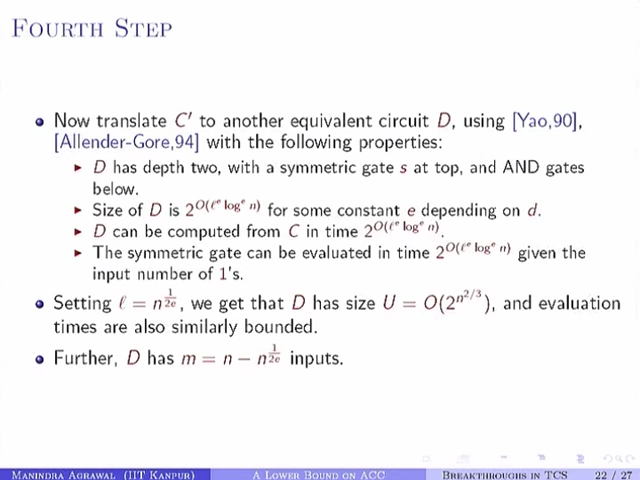 FOURTH STEP
• Now translate C′ to another equivalent circuit D, using [Yao,90],
[Allender-Gore,94] with the following properties:
▶ D has depth two, with a symmetric gate s at top, and AND gates
below.
▶ Size of D is 2^{O(ℓ^e log^e n)} for some constant e depending on d.
▶ D can be computed from C in time 2^{O(ℓ^e log^e n)}.
▶ The symmetric gate can be evaluated in time 2^{O(ℓ^e log^e n)} given the
input number of 1's.
• Setting ℓ = n^{1/2e}, we get that D has size U = O(2^{n^{2/3}}), and evaluation
times are also similarly bounded.
• Further, D has m = n − n^{1/2e} inputs.
MANINDRA AGRAWAL (IIT KANPUR) A LOWER BOUND ON ACC BREAKTHROUGHS IN TCS 22 / 27